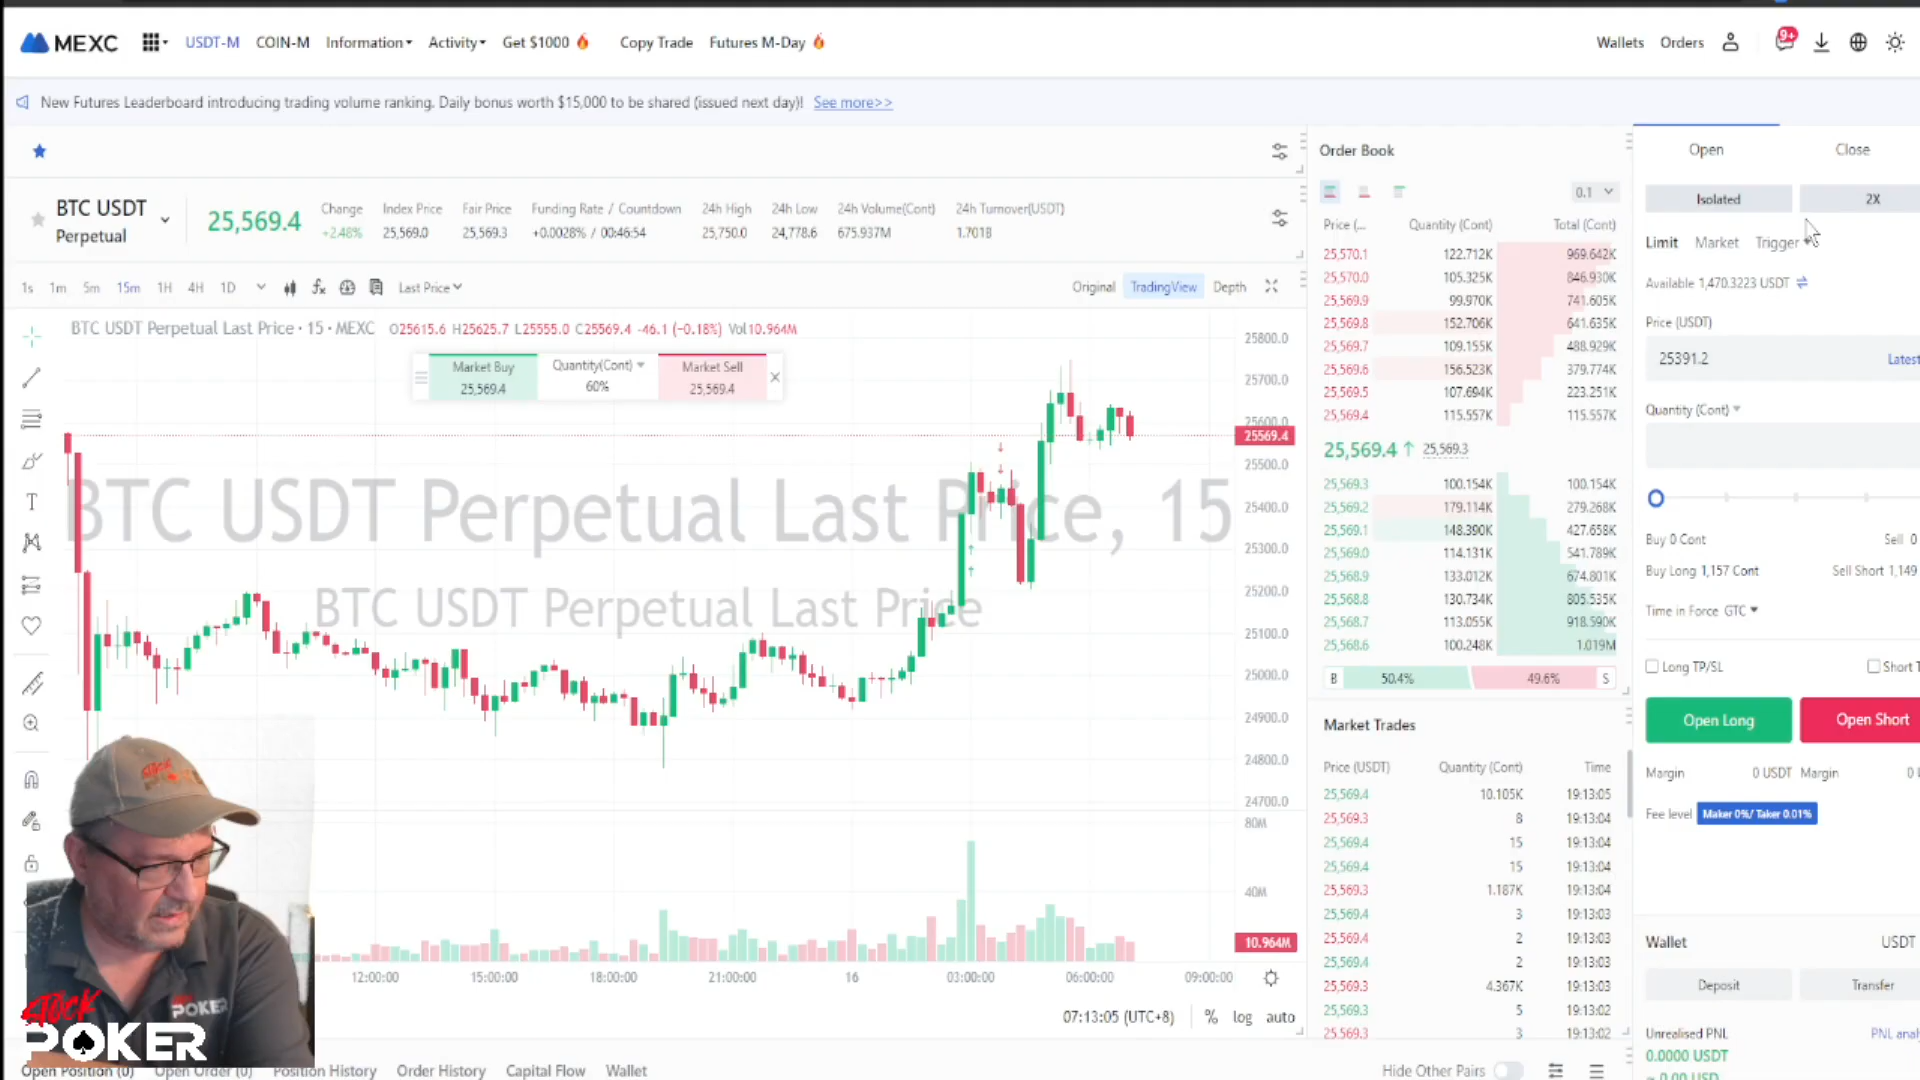 MEXC USDT-M COIN-M Information Activity Get $1000 Copy Trade Futures M-Day Wallets Orders 9+
New Futures Leaderboard introducing trading volume ranking. Daily bonus worth $15,000 to be shared (issued next day)! See more>>
BTC USDT
Perpetual
25,569.4
Change Index Price Fair Price Funding Rate / Countdown 24h High 24h Low 24h Volume(Cont) 24h Turnover(USDT)
+2.48% 25,569.0 25,569.3 +0.0028% / 00:46:54 25,750.0 24,778.6 675.937M 1.701B
1s 1m 5m 15m 1H 4H 1D Last Price Original TradingView Depth
BTC USDT Perpetual Last Price · 15 · MEXC O25615.6 H25625.7 L25555.0 C25569.4 -46.1 (−0.18%) Vol10.964M
Market Buy
25,569.4
Quantity(Cont)
60%
Market Sell
25,569.4
BTC USDT Perpetual Last Price, 15
BTC USDT Perpetual Last Price
25800.0
25700.0
25600.0
25569.4
25500.0
25400.0
25300.0
25200.0
25100.0
25000.0
24900.0
24800.0
24700.0
80M
40M
10.964M
12:00:00 15:00:00 18:00:00 21:00:00 16 03:00:00 06:00:00 09:00:00
07:13:05 (UTC+8) % log auto
STOCK
POKER
POKER
Open Position (0) Open Order (0) Position History Order History Capital Flow Wallet Hide Other Pairs
Order Book
0.1
Price (... Quantity (Cont) Total (Cont)
25,570.1 122.712K 969.642K
25,570.0 105.325K 846.930K
25,569.9 99.970K 741.605K
25,569.8 152.706K 641.635K
25,569.7 109.155K 488.929K
25,569.6 156.523K 379.774K
25,569.5 107.694K 223.251K
25,569.4 115.557K 115.557K
25,569.4 25,569.3
25,569.3 100.154K 100.154K
25,569.2 179.114K 279.268K
25,569.1 148.390K 427.658K
25,569.0 114.131K 541.789K
25,568.9 133.012K 674.801K
25,568.8 130.734K 805.535K
25,568.7 113.055K 918.590K
25,568.6 100.248K 1.019M
B 50.4% 49.6% S
Market Trades
Price (USDT) Quantity (Cont) Time
25,569.4 10.105K 19:13:05
25,569.3 8 19:13:04
25,569.4 15 19:13:04
25,569.4 15 19:13:04
25,569.3 1.187K 19:13:04
25,569.4 3 19:13:03
25,569.4 2 19:13:03
25,569.4 2 19:13:03
25,569.3 4.367K 19:13:03
25,569.3 5 19:13:02
25,569.3 3 19:13:02
Open Close
Isolated 2X
Limit Market Trigger
Available 1,470.3223 USDT
Price (USDT)
25391.2 Latest
Quantity (Cont)
Buy 0 Cont Sell 0
Buy Long 1,157 Cont Sell Short 1,149
Time in Force GTC
Long TP/SL Short T
Open Long Open Short
Margin 0 USDT Margin 0 U
Fee level Maker 0%/ Taker 0.01%
Wallet USDT
Deposit Transfer
Unrealised PNL PNL anal
0.0000 USDT
≈ 0.00 USD